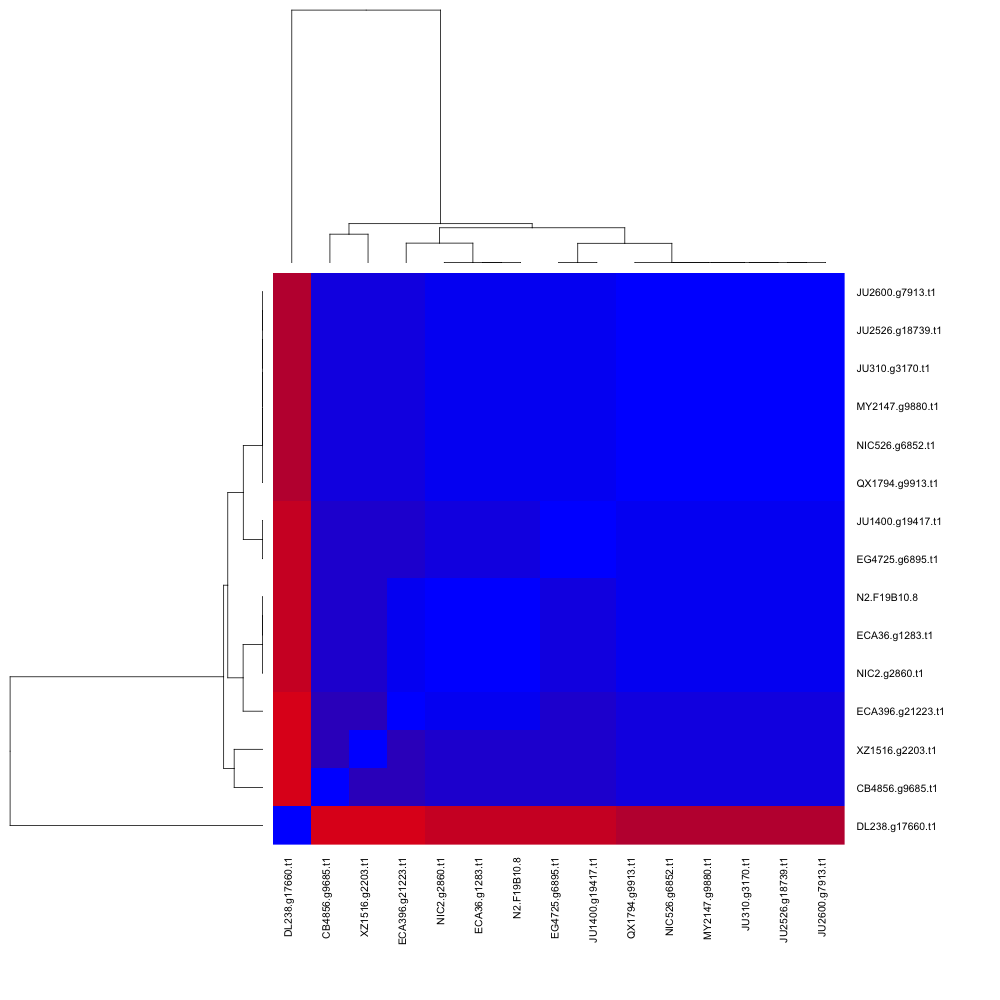 JU2600.g7913.t1
JU2526.g18739.t1
JU310.g3170.t1
MY2147.g9880.t1
NIC526.g6852.t1
QX1794.g9913.t1
JU1400.g19417.t1
EG4725.g6895.t1
N2.F19B10.8
ECA36.g1283.t1
NIC2.g2860.t1
ECA396.g21223.t1
XZ1516.g2203.t1
CB4856.g9685.t1
DL238.g17660.t1
DL238.g17660.t1
CB4856.g9685.t1
XZ1516.g2203.t1
ECA396.g21223.t1
NIC2.g2860.t1
ECA36.g1283.t1
N2.F19B10.8
EG4725.g6895.t1
JU1400.g19417.t1
QX1794.g9913.t1
NIC526.g6852.t1
MY2147.g9880.t1
JU310.g3170.t1
JU2526.g18739.t1
JU2600.g7913.t1